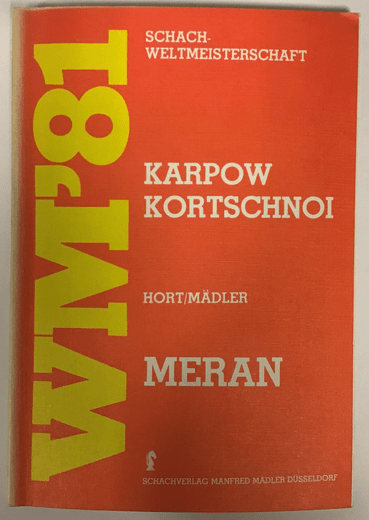 WM'81
SCHACH-
WELTMEISTERSCHAFT
KARPOW
KORTSCHNOI
HORT/MÄDLER
MERAN
SCHACHVERLAG MANFRED MÄDLER DÜSSELDORF